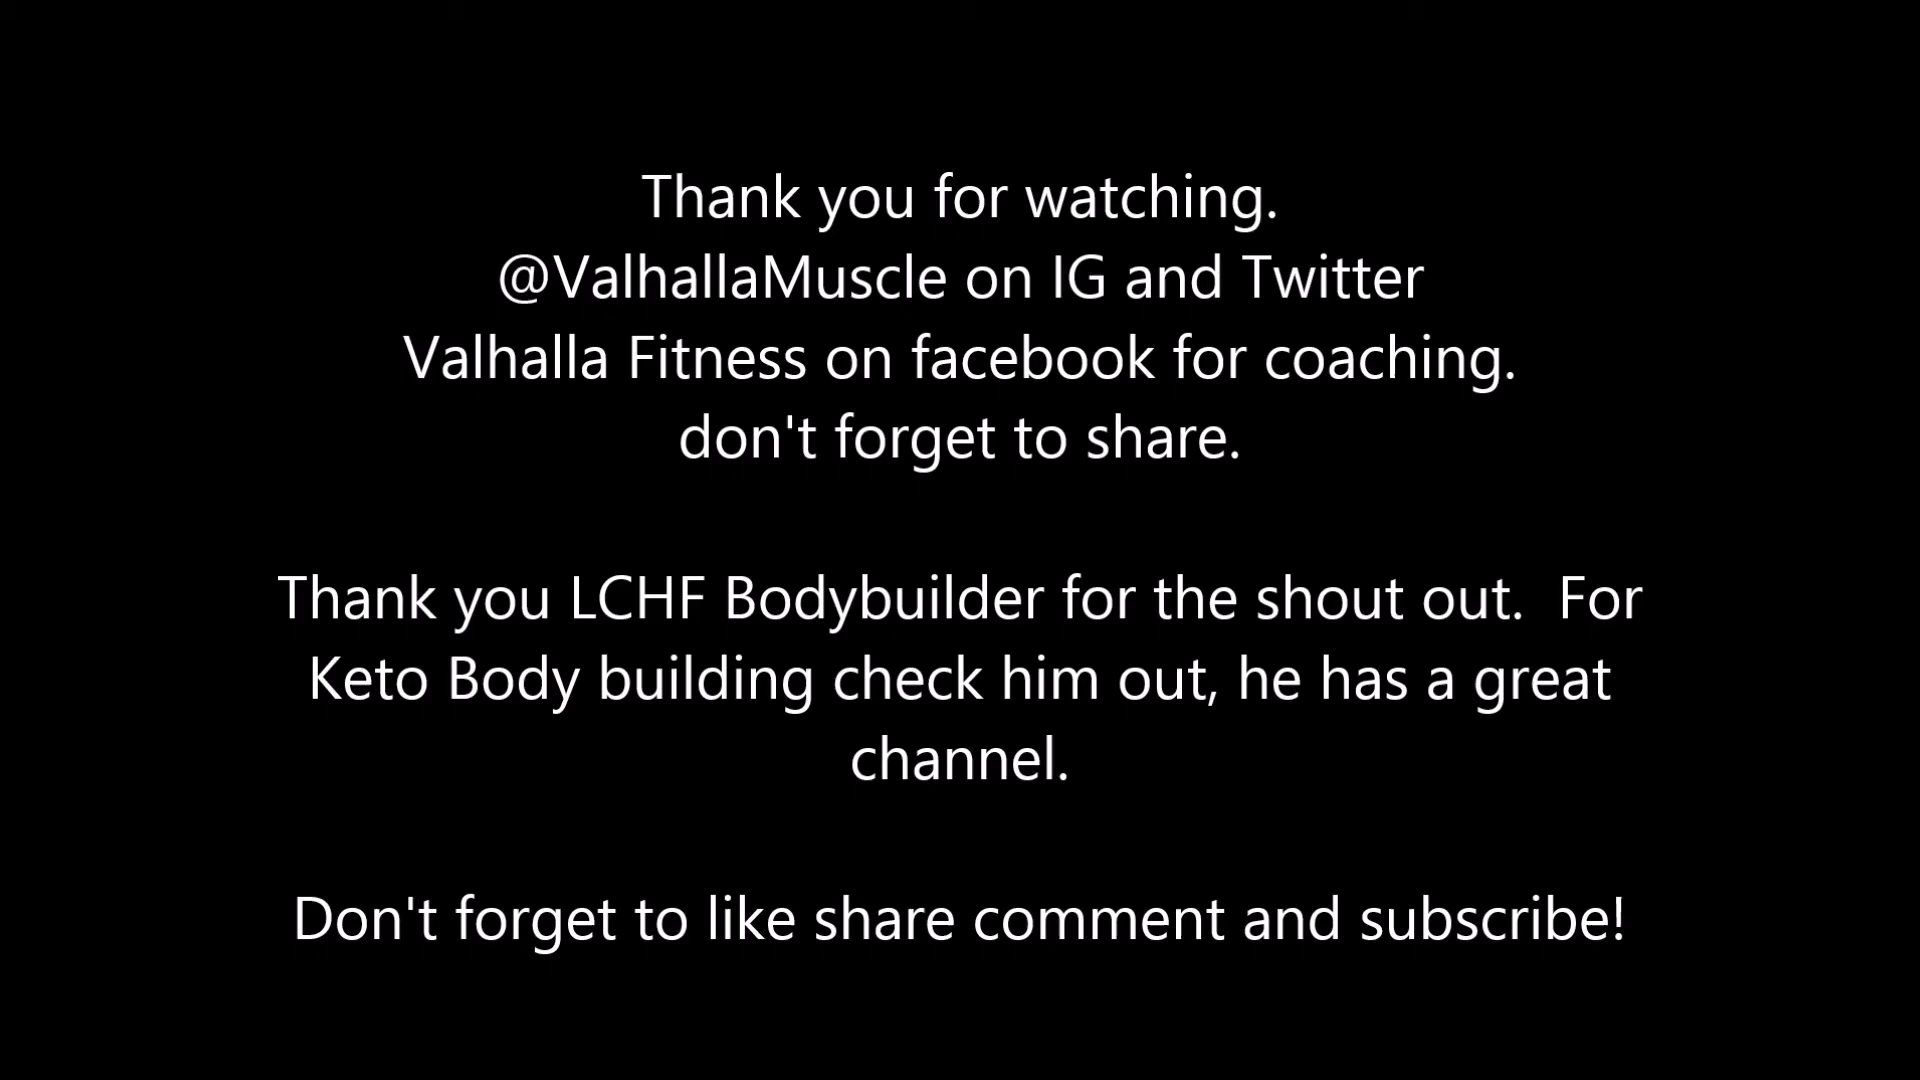 Thank you for watching.
@ValhallaMuscle on IG and Twitter
Valhalla Fitness on facebook for coaching.
don't forget to share.
Thank you LCHF Bodybuilder for the shout out.  For
Keto Body building check him out, he has a great
channel.
Don't forget to like share comment and subscribe!